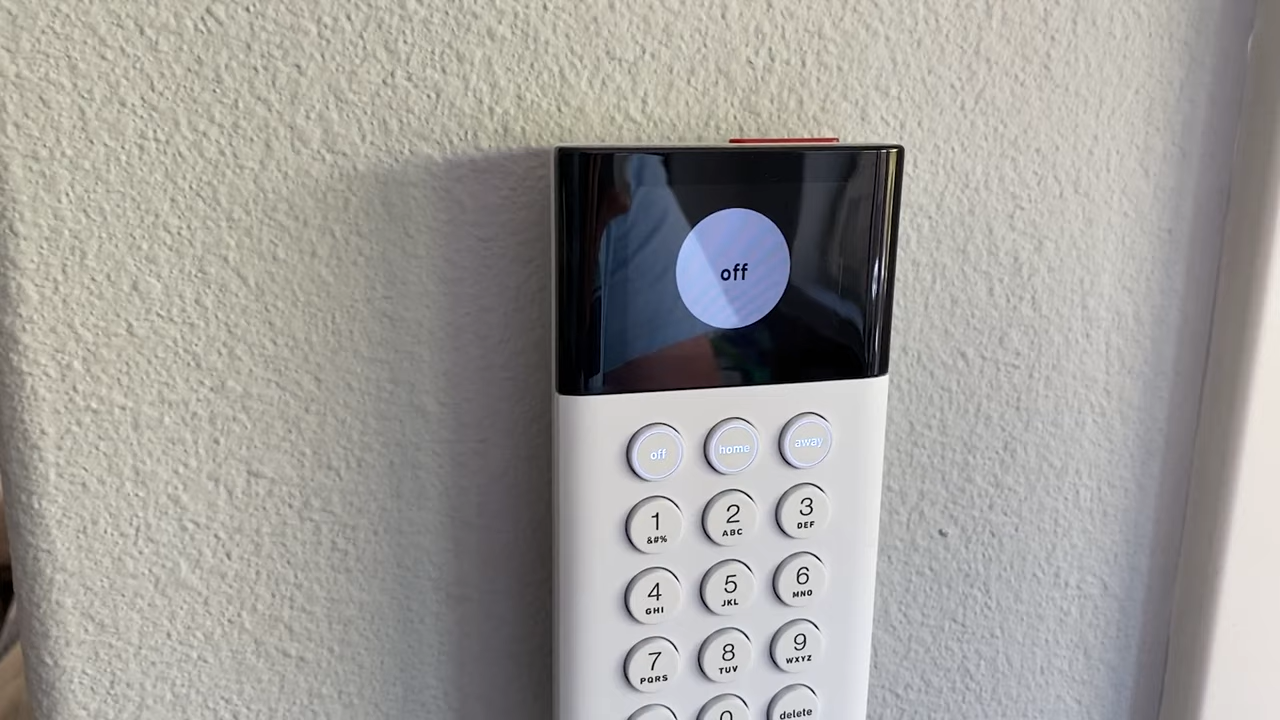 off
off home away
1 2 3
&#% ABC DEF
4 5 6
GHI JKL MNO
7 8 9
PQRS TUV WXYZ
0 delete